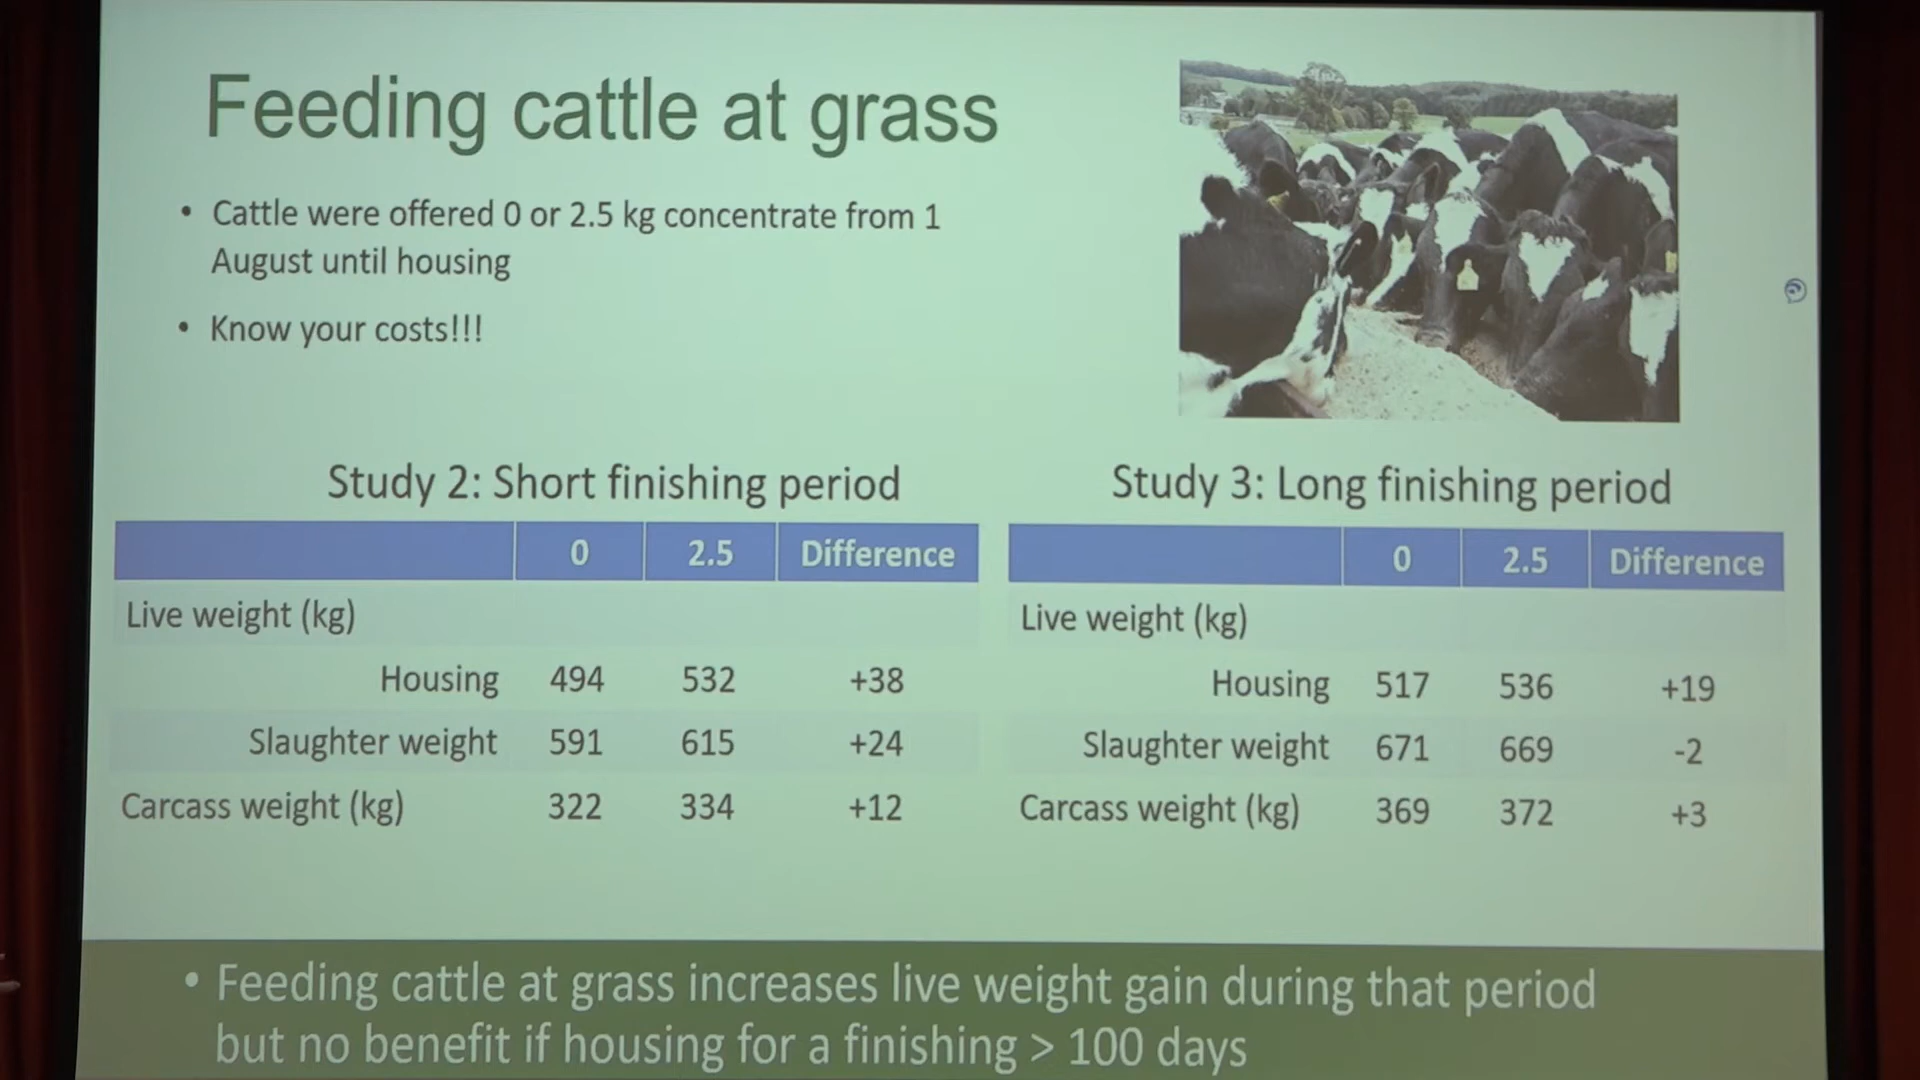 Feeding cattle at grass
• Cattle were offered 0 or 2.5 kg concentrate from 1
August until housing
• Know your costs!!!
Study 2: Short finishing period
0 2.5 Difference
Live weight (kg)
Housing 494 532 +38
Slaughter weight 591 615 +24
Carcass weight (kg) 322 334 +12
Study 3: Long finishing period
0 2.5 Difference
Live weight (kg)
Housing 517 536 +19
Slaughter weight 671 669 -2
Carcass weight (kg) 369 372 +3
• Feeding cattle at grass increases live weight gain during that period
but no benefit if housing for a finishing > 100 days